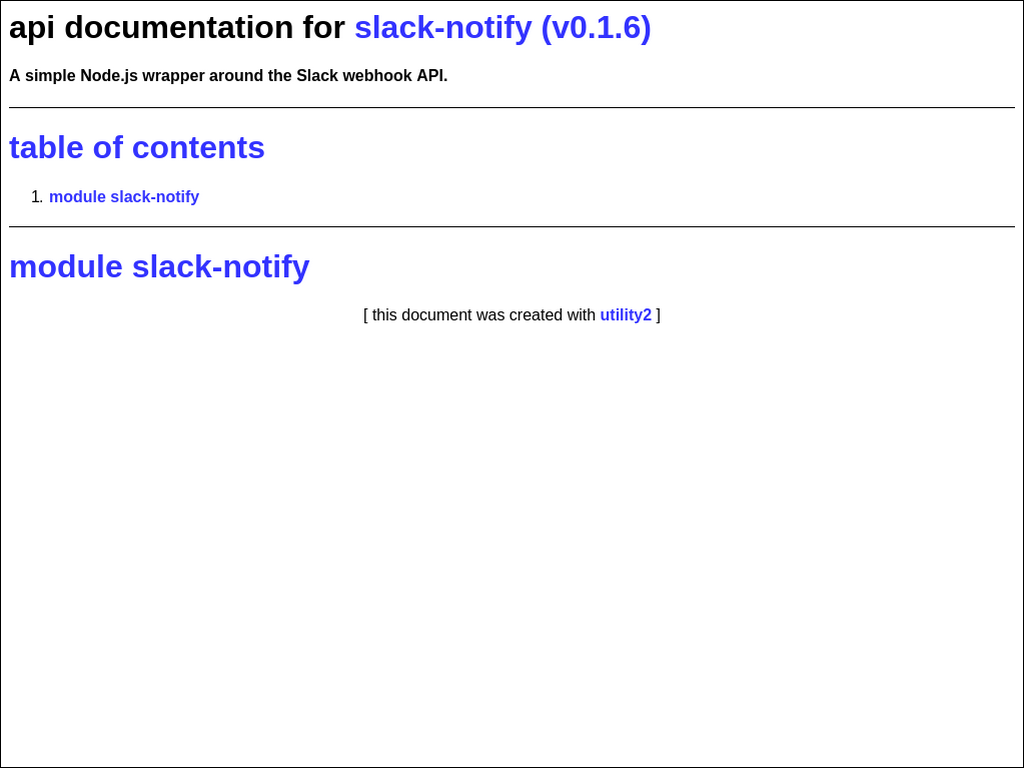 api documentation for slack-notify (v0.1.6)
A simple Node.js wrapper around the Slack webhook API.
table of contents
1. module slack-notify
module slack-notify
[ this document was created with utility2 ]